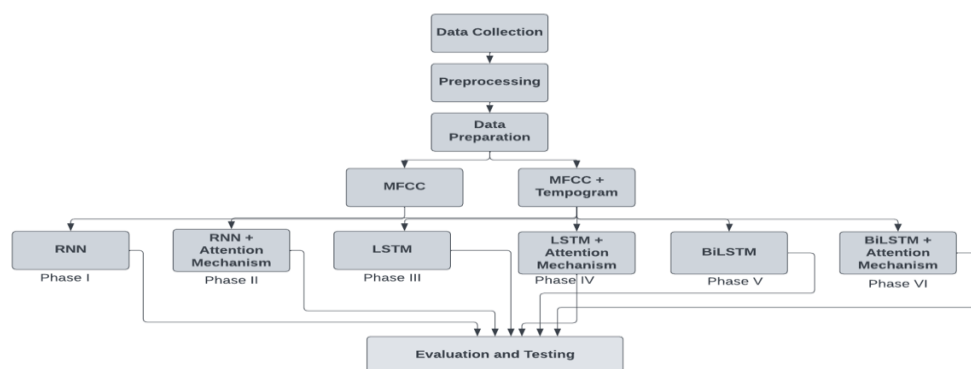 Data Collection
Preprocessing
Data
Preparation
MFCC
MFCC +
Tempogram
RNN
RNN +
Attention
Mechanism
LSTM
LSTM +
Attention
Mechanism
BiLSTM
BiLSTM +
Attention
Mechanism
Phase I
Phase II
Phase III
Phase IV
Phase V
Phase VI
Evaluation and Testing